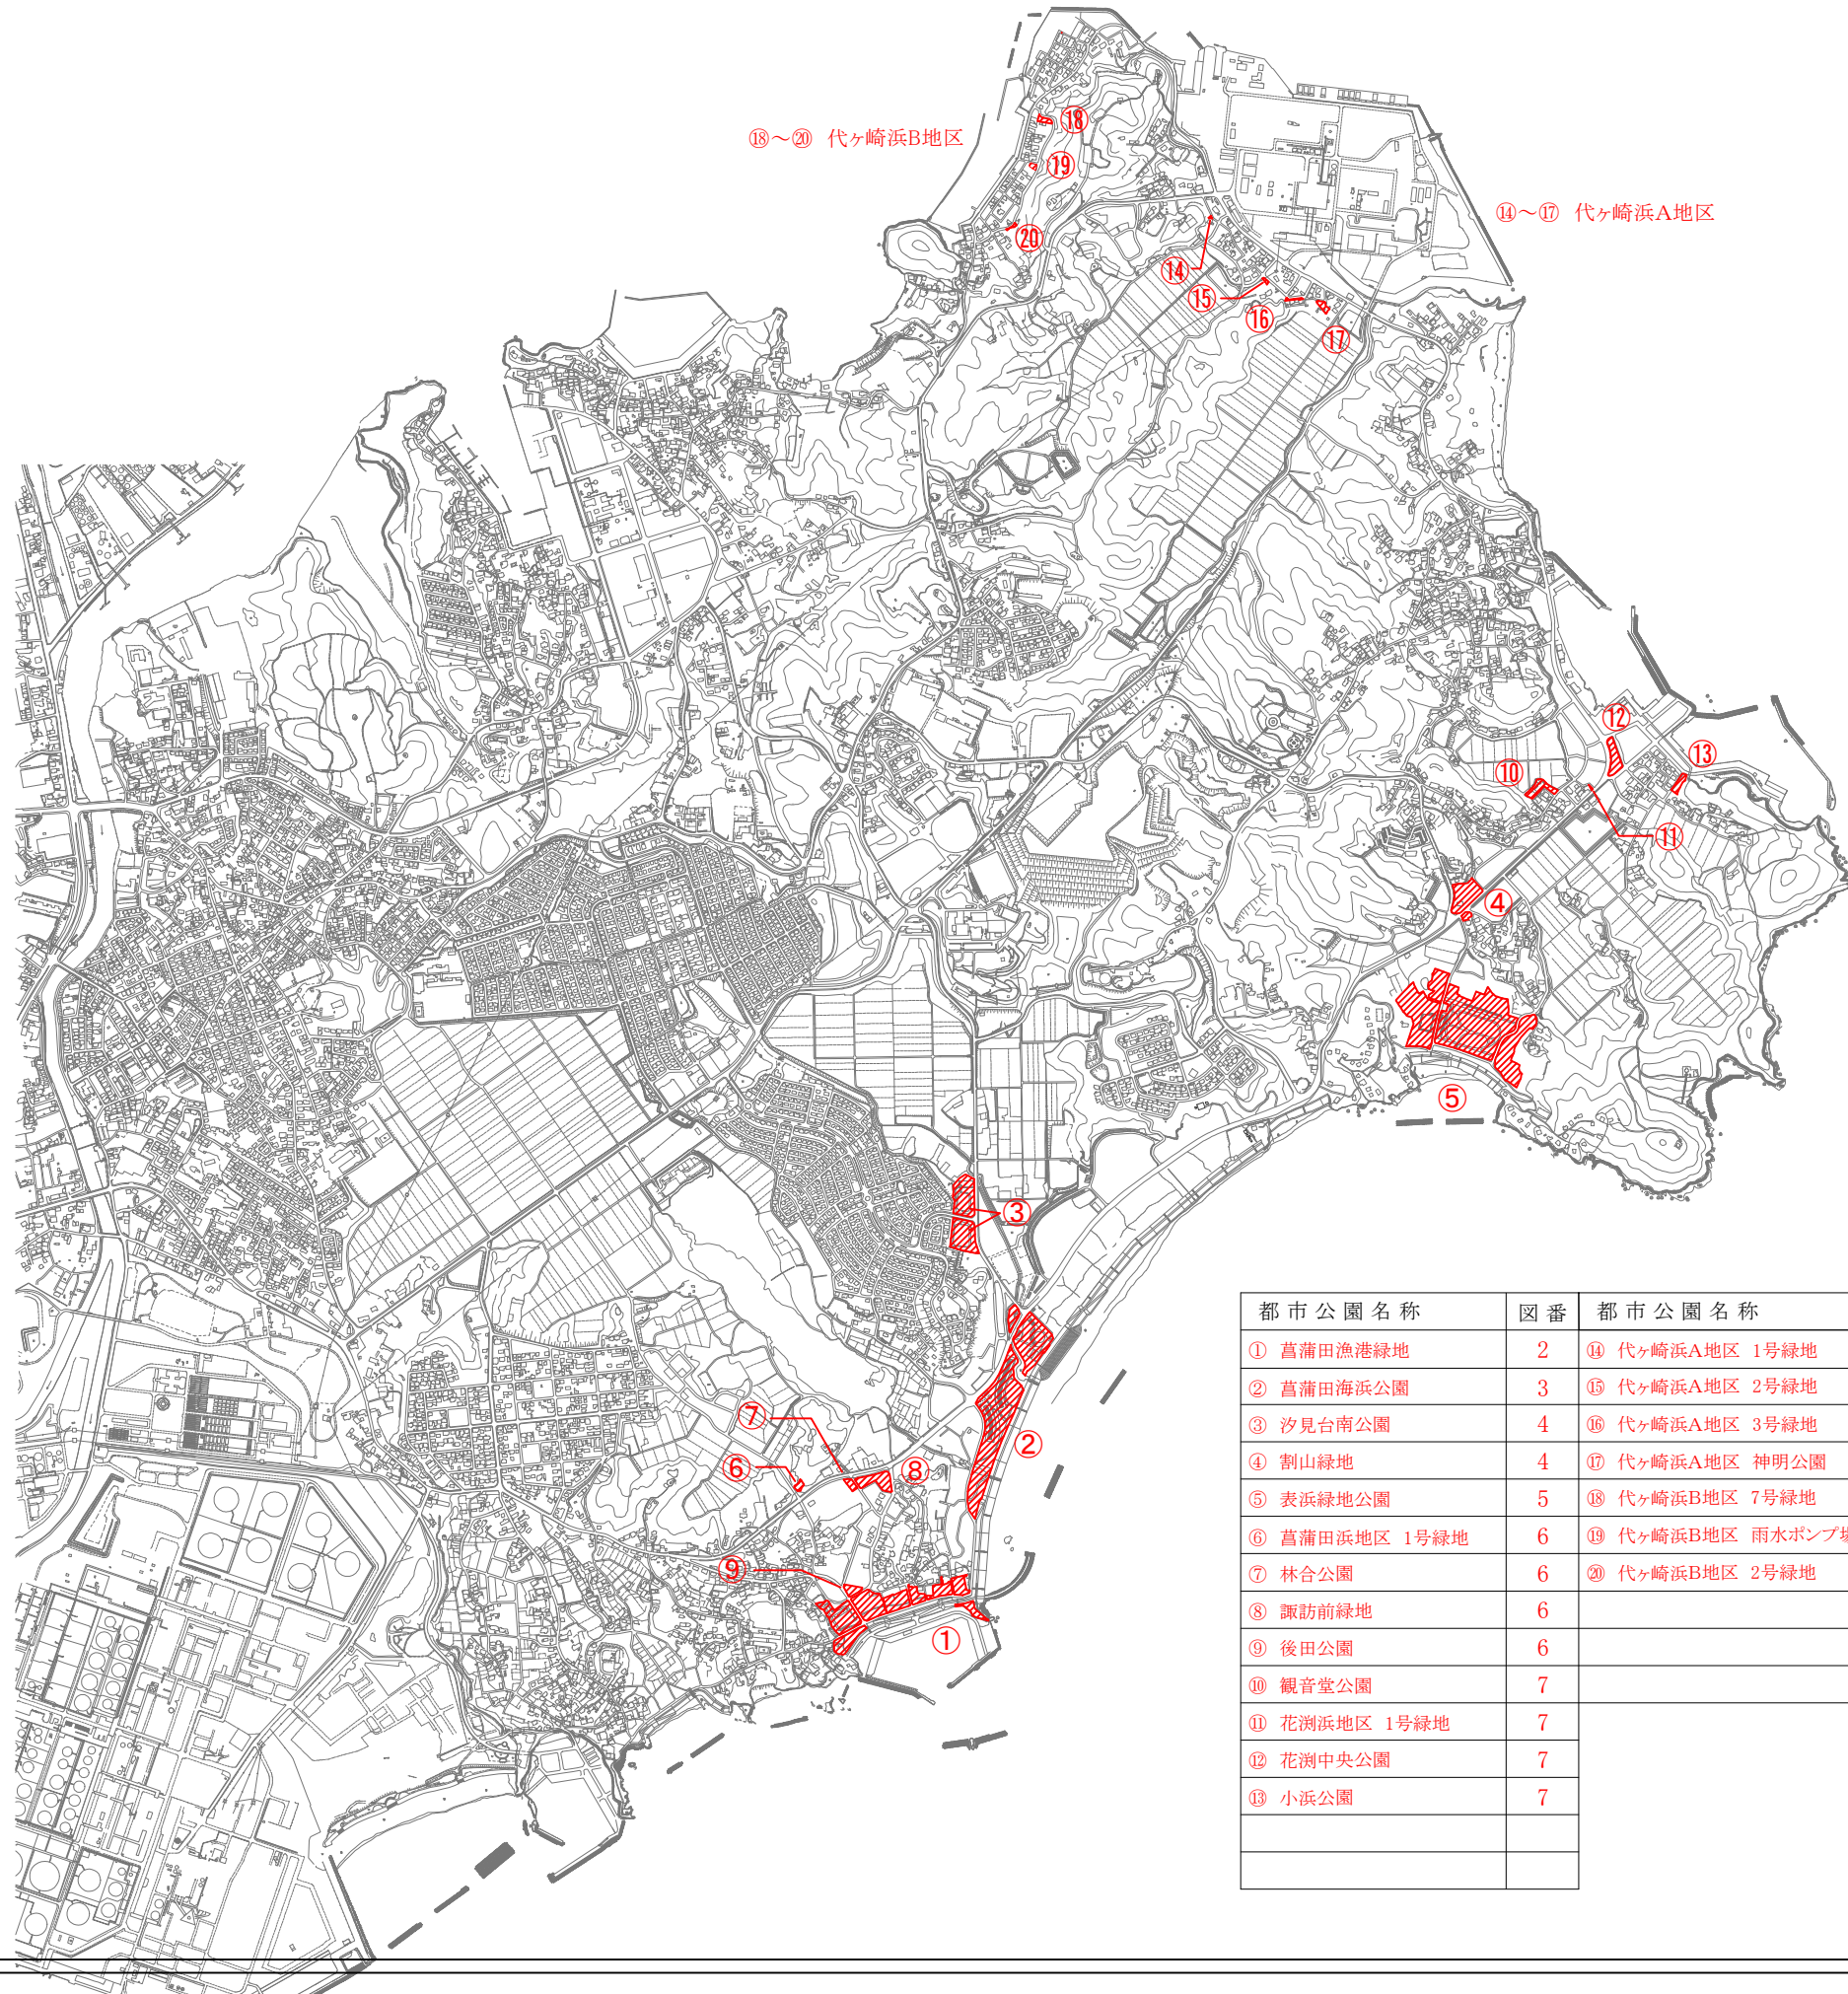 ⑱～⑳ 代ヶ崎浜B地区
⑭～⑰ 代ヶ崎浜A地区
⑱
⑲
⑳
⑭
⑮
⑯
⑰
⑫
⑬
⑩
⑪
④
⑤
③
②
⑦
⑥
⑧
⑨
①
都市公園名称 図番 都市公園名称
① 菖蒲田漁港緑地 2 ⑭ 代ヶ崎浜A地区 1号緑地
② 菖蒲田海浜公園 3 ⑮ 代ヶ崎浜A地区 2号緑地
③ 汐見台南公園 4 ⑯ 代ヶ崎浜A地区 3号緑地
④ 割山緑地 4 ⑰ 代ヶ崎浜A地区 神明公園
⑤ 表浜緑地公園 5 ⑱ 代ヶ崎浜B地区 7号緑地
⑥ 菖蒲田浜地区 1号緑地 6 ⑲ 代ヶ崎浜B地区 雨水ポンプ場
⑦ 林合公園 6 ⑳ 代ヶ崎浜B地区 2号緑地
⑧ 諏訪前緑地 6
⑨ 後田公園 6
⑩ 観音堂公園 7
⑪ 花渕浜地区 1号緑地 7
⑫ 花渕中央公園 7
⑬ 小浜公園 7